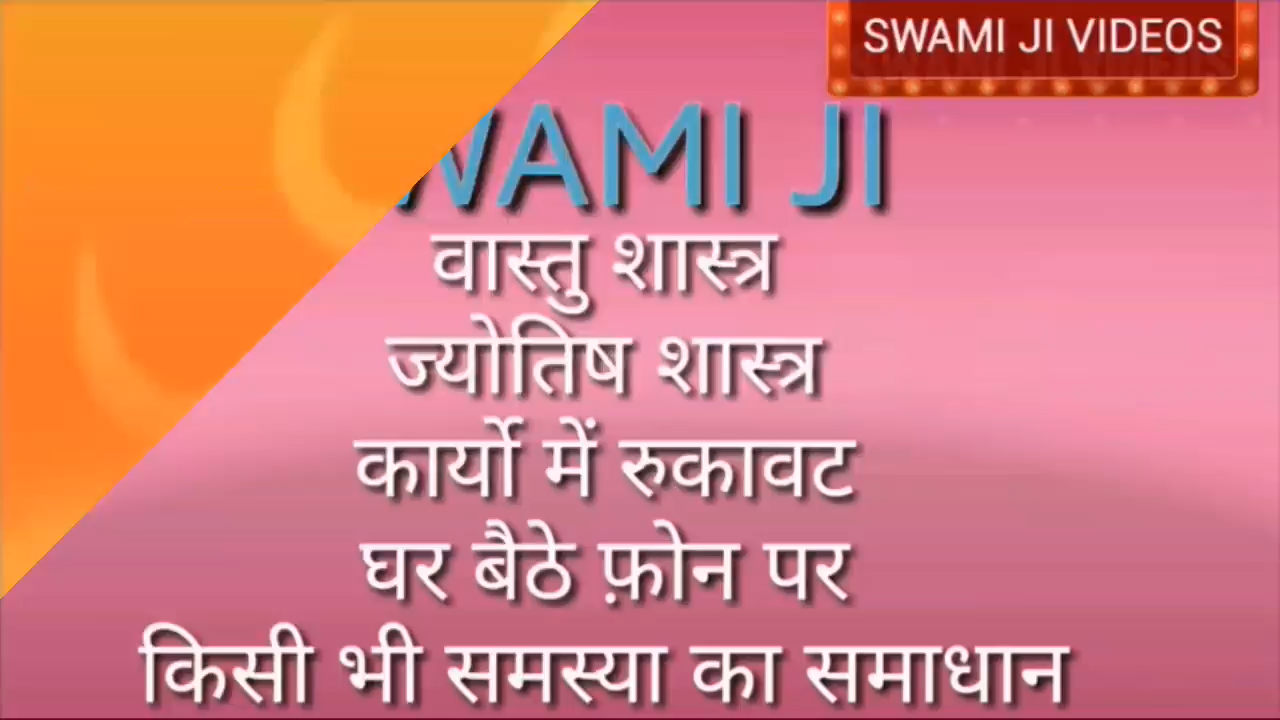 SWAMI JI VIDEOS
WAMI JI
वास्तु शास्त्र
ज्योतिष शास्त्र
कार्यो में रुकावट
घर बैठे फ़ोन पर
किसी भी समस्या का समाधान